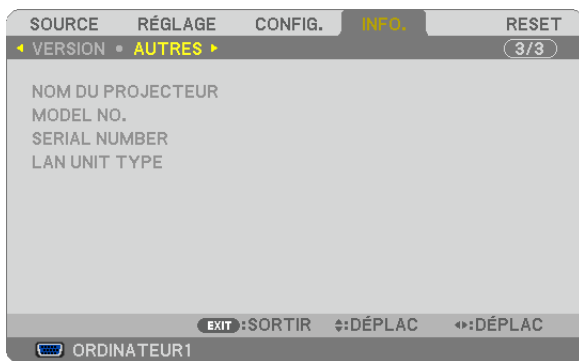 SOURCE RÉGLAGE CONFIG. INFO. RESET
VERSION • AUTRES 3/3
NOM DU PROJECTEUR
MODEL NO.
SERIAL NUMBER
LAN UNIT TYPE
EXIT :SORTIR :DÉPLAC :DÉPLAC
ORDINATEUR1